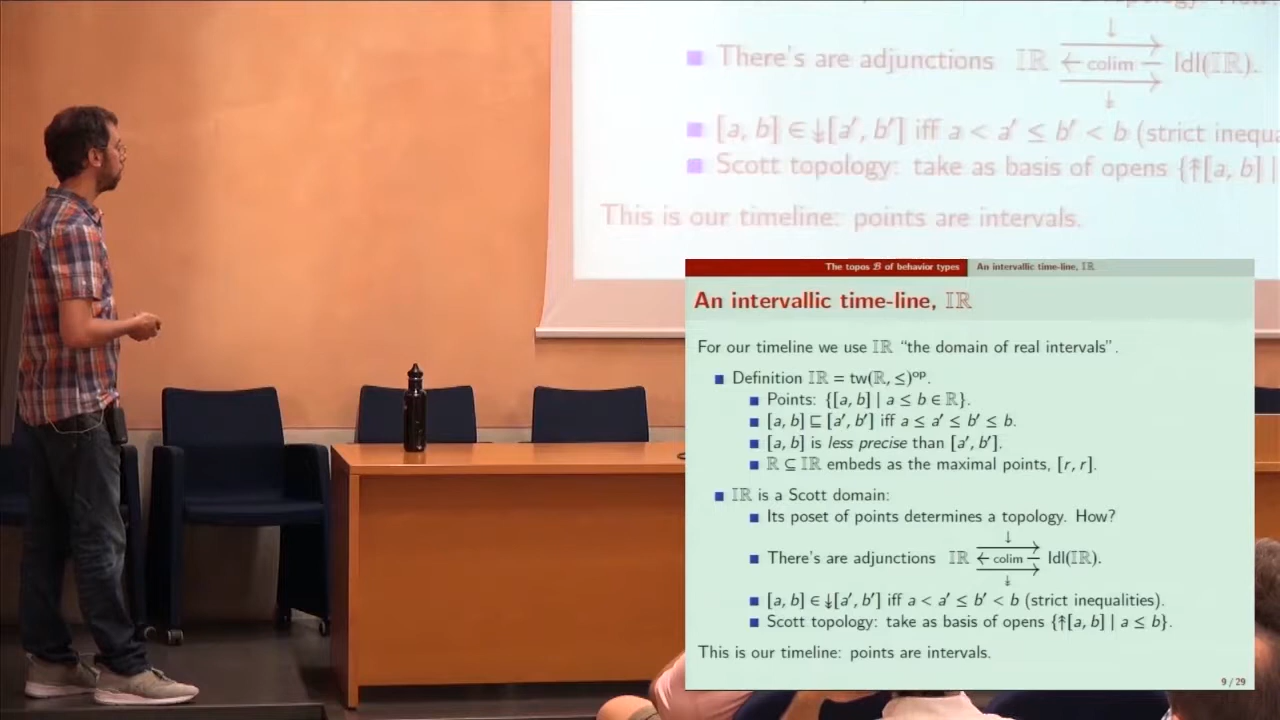 There's are adjunctions 𝕀ℝ ↓ ← colim − ↡ Idl(𝕀ℝ).
[a, b] ∈ ↡[a′, b′] iff a < a′ ≤ b′ < b (strict inequa
Scott topology: take as basis of opens {↟[a, b] |
This is our timeline: points are intervals.
The topos ℬ of behavior types An intervallic time-line, 𝕀ℝ
An intervallic time-line, 𝕀ℝ
For our timeline we use 𝕀ℝ “the domain of real intervals”.
Definition 𝕀ℝ = tw(ℝ, ≤)ᵒᵖ.
Points: {[a, b] | a ≤ b ∈ ℝ}.
[a, b] ⊑ [a′, b′] iff a ≤ a′ ≤ b′ ≤ b.
[a, b] is less precise than [a′, b′].
ℝ ⊆ 𝕀ℝ embeds as the maximal points, [r, r].
𝕀ℝ is a Scott domain:
Its poset of points determines a topology. How?
There's are adjunctions 𝕀ℝ ↓ ← colim − ↡ Idl(𝕀ℝ).
[a, b] ∈ ↡[a′, b′] iff a < a′ ≤ b′ < b (strict inequalities).
Scott topology: take as basis of opens {↟[a, b] | a ≤ b}.
This is our timeline: points are intervals.
9 / 29